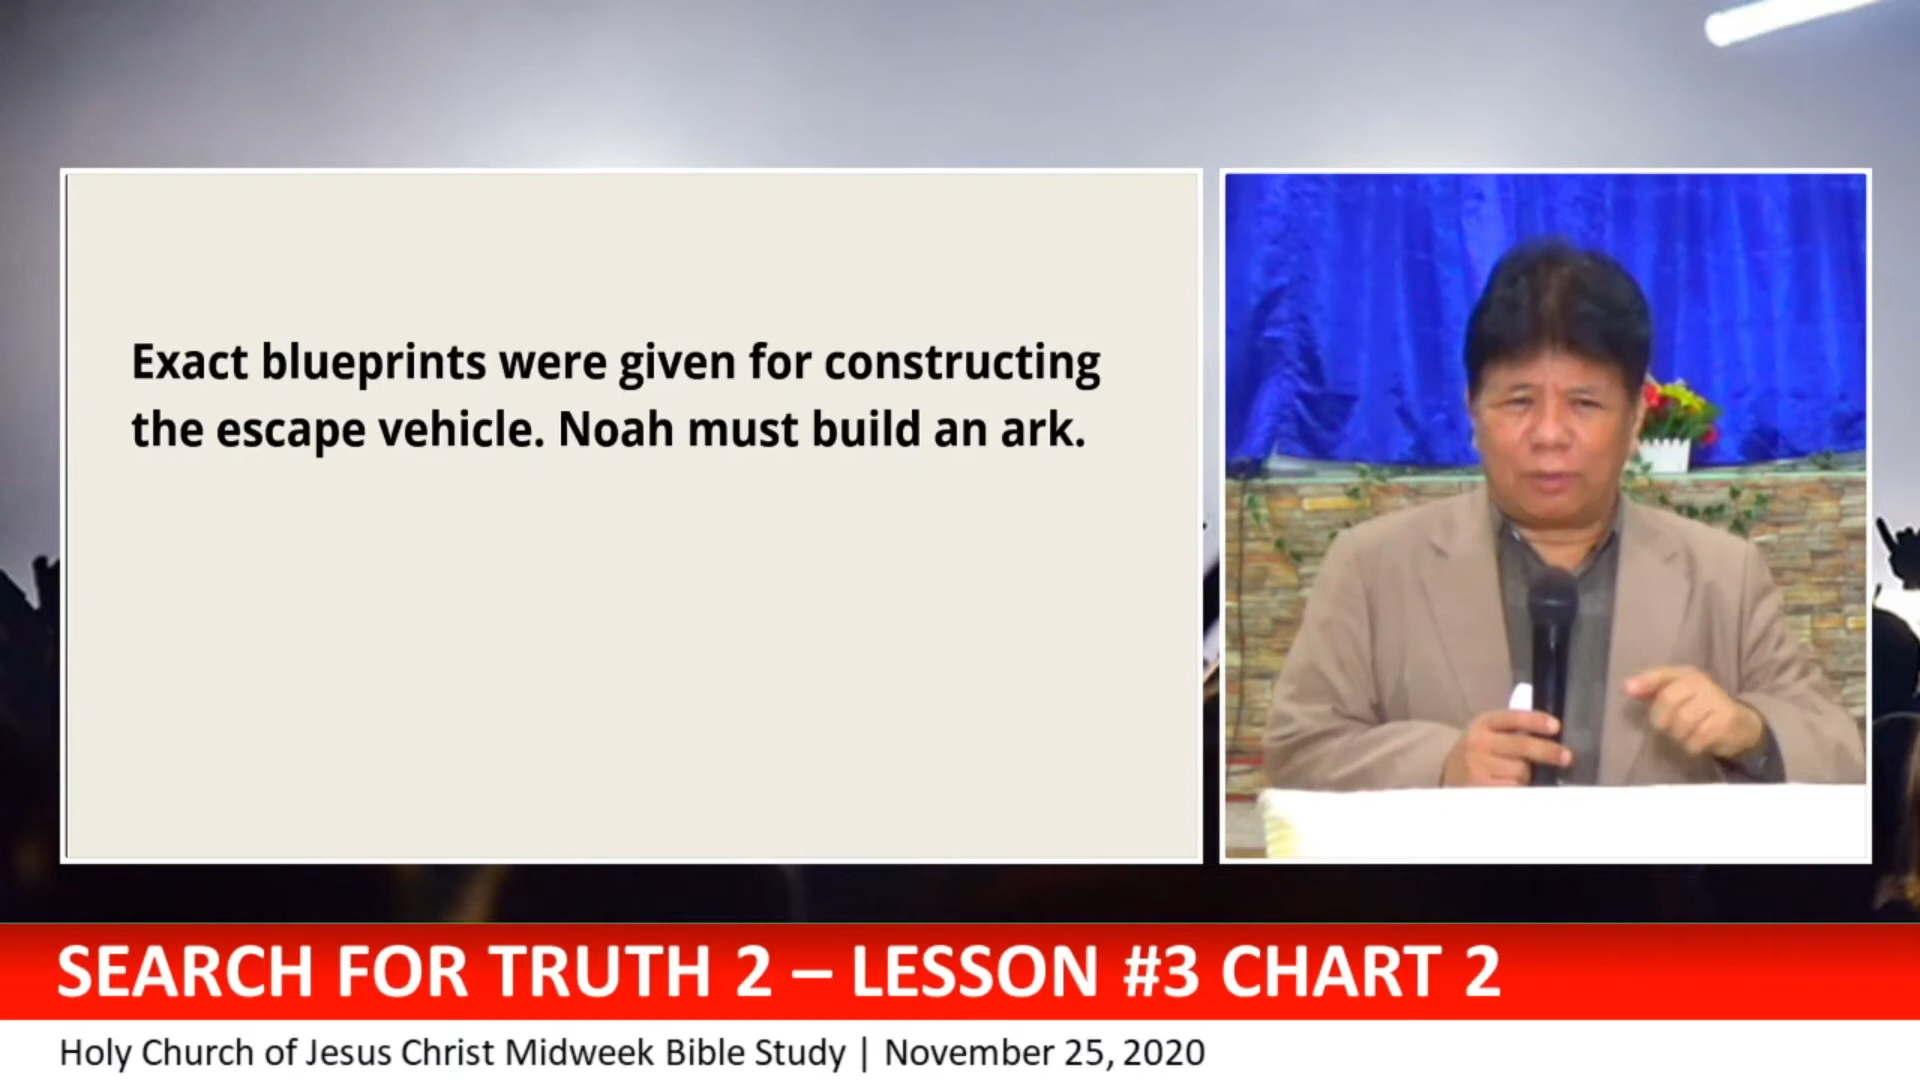 Exact blueprints were given for constructing
the escape vehicle. Noah must build an ark.
SEARCH FOR TRUTH 2 – LESSON #3 CHART 2
Holy Church of Jesus Christ Midweek Bible Study | November 25, 2020